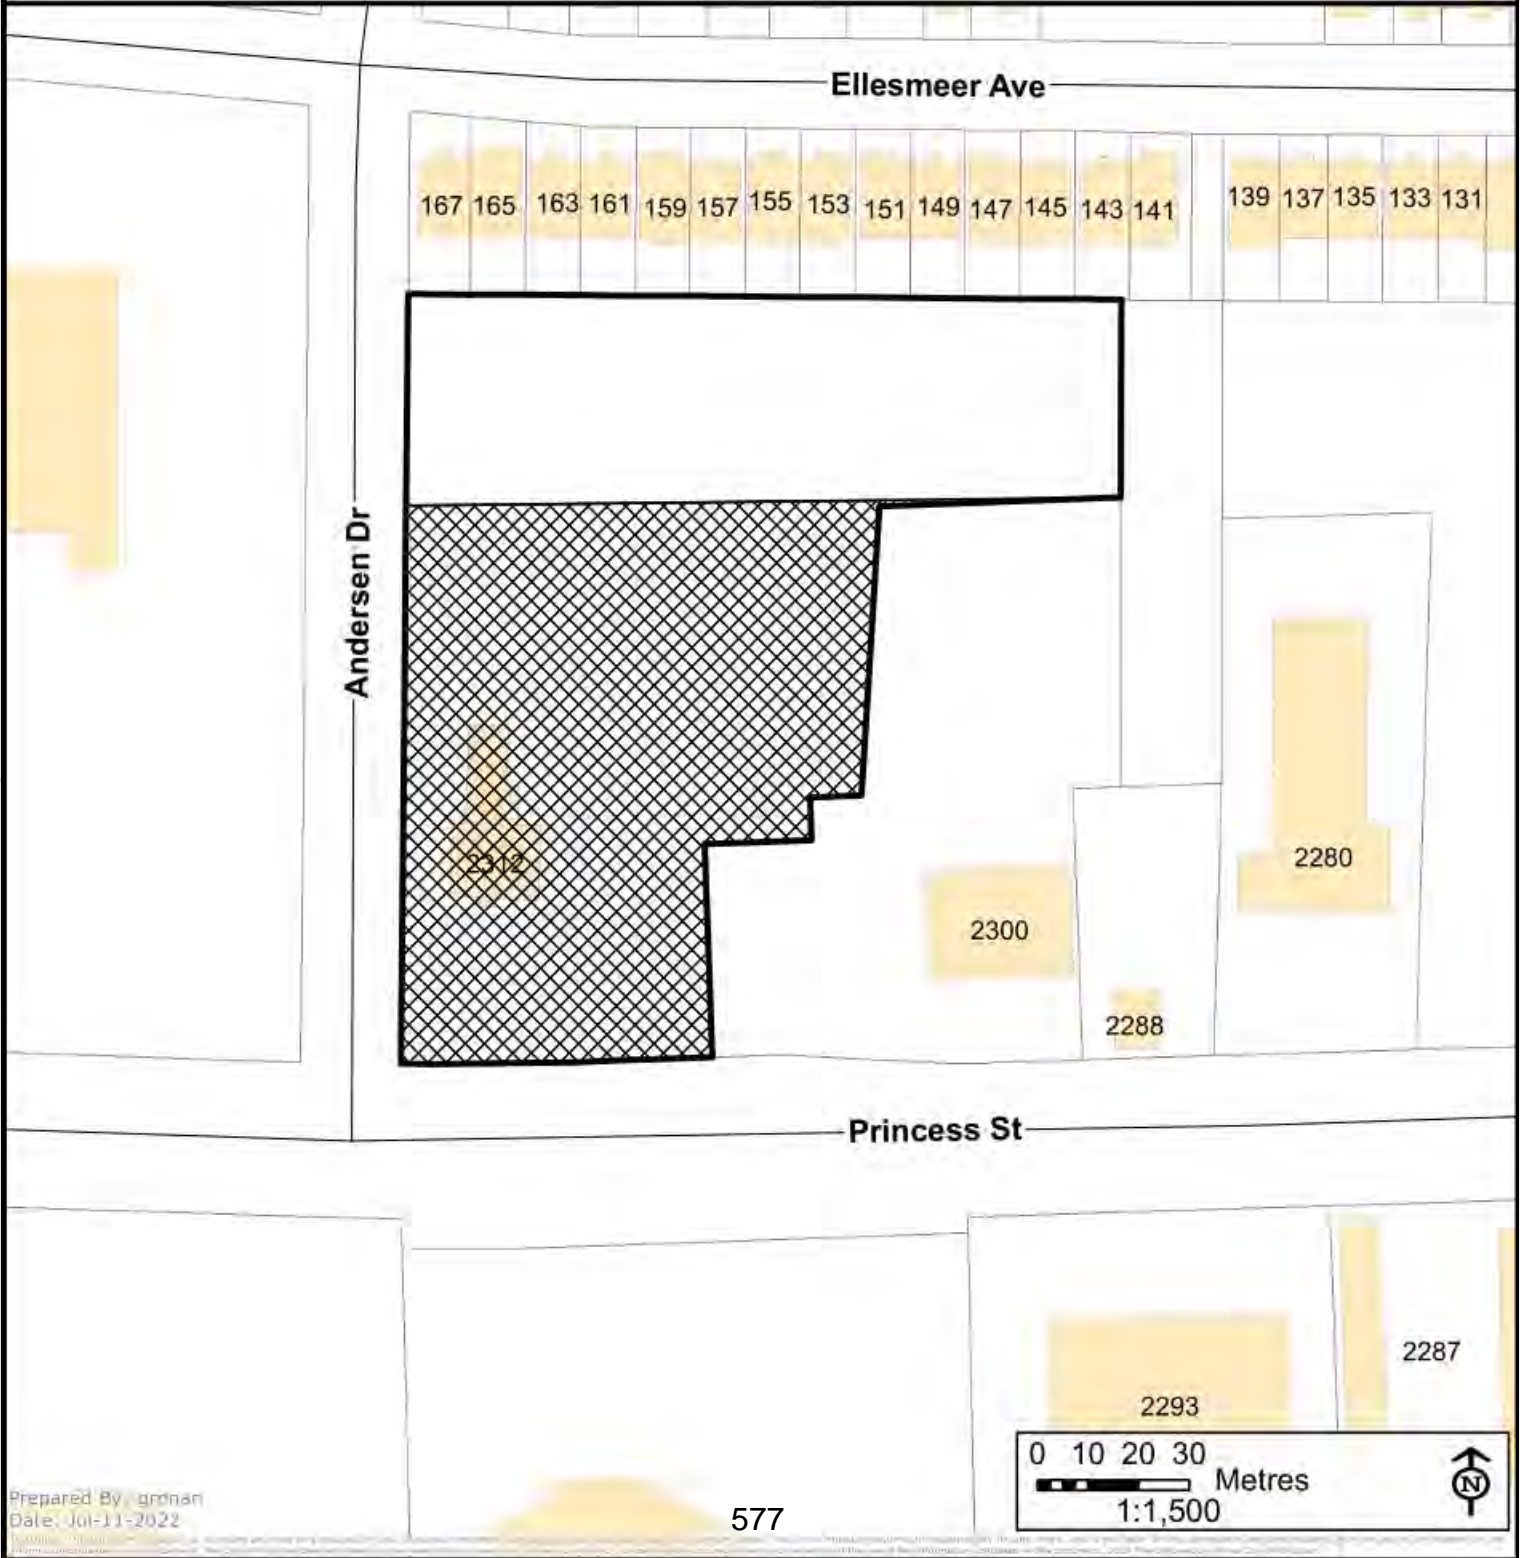 Ellesmeer Ave
167 165 163 161 159 157 155 153 151 149 147 145 143 141 139 137 135 133 131
Andersen Dr
2312
2280
2300
2288
Princess St
2287
2293
0 10 20 30
Metres
1:1,500
N
Prepared By: gronan
Date: Jul-11-2022
577